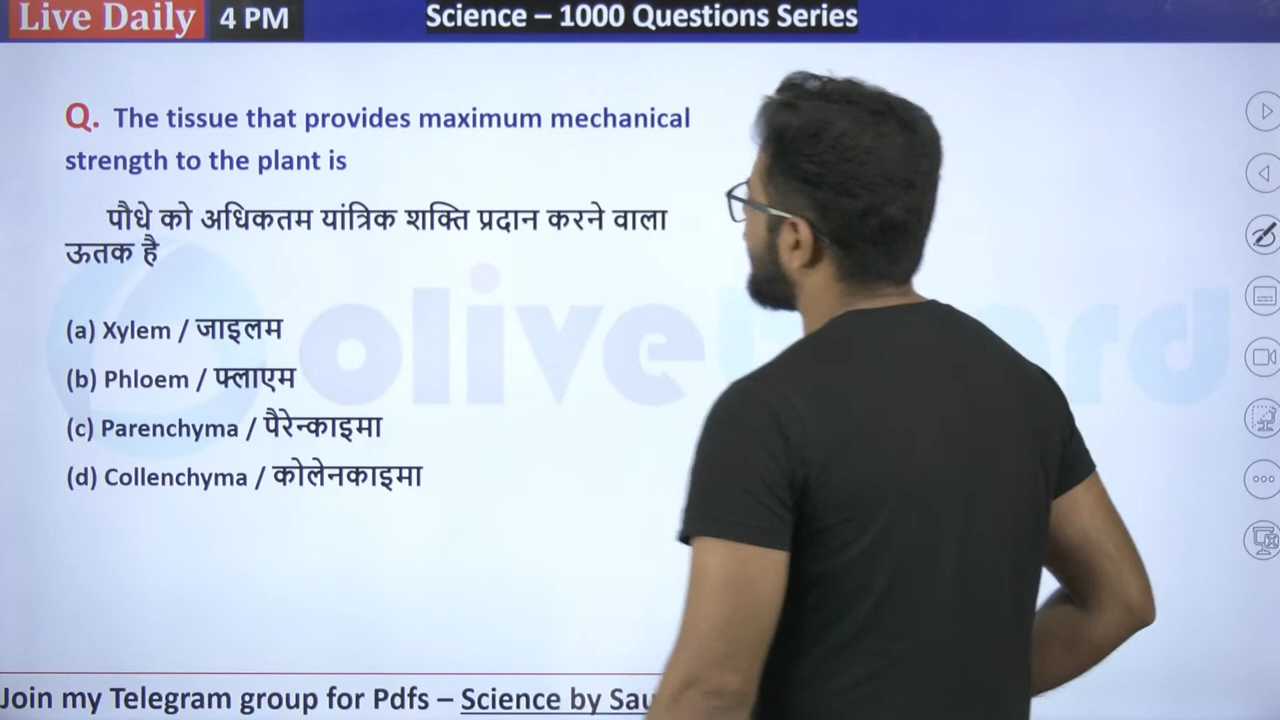 Live Daily 4 PM
Science – 1000 Questions Series
Q. The tissue that provides maximum mechanical
strength to the plant is
पौधे को अधिकतम यांत्रिक शक्ति प्रदान करने वाला
ऊतक है
(a) Xylem / जाइलम
(b) Phloem / फ्लाएम
(c) Parenchyma / पैरेन्काइमा
(d) Collenchyma / कोलेनकाइमा
Join my Telegram group for Pdfs – Science by